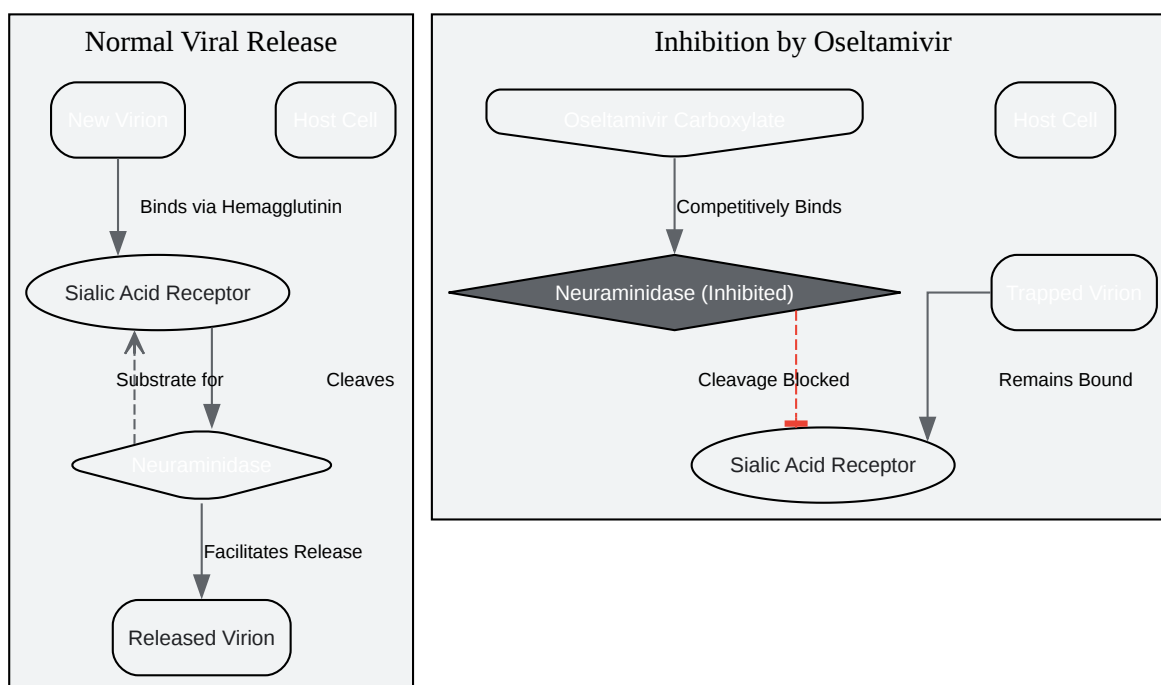 Normal Viral Release
New Virion
Host Cell
Binds via Hemagglutinin
Sialic Acid Receptor
Substrate for
Cleaves
Neuraminidase
Facilitates Release
Released Virion
Inhibition by Oseltamivir
Oseltamivir Carboxylate
Host Cell
Competitively Binds
Neuraminidase (Inhibited)
Trapped Virion
Cleavage Blocked
Remains Bound
Sialic Acid Receptor